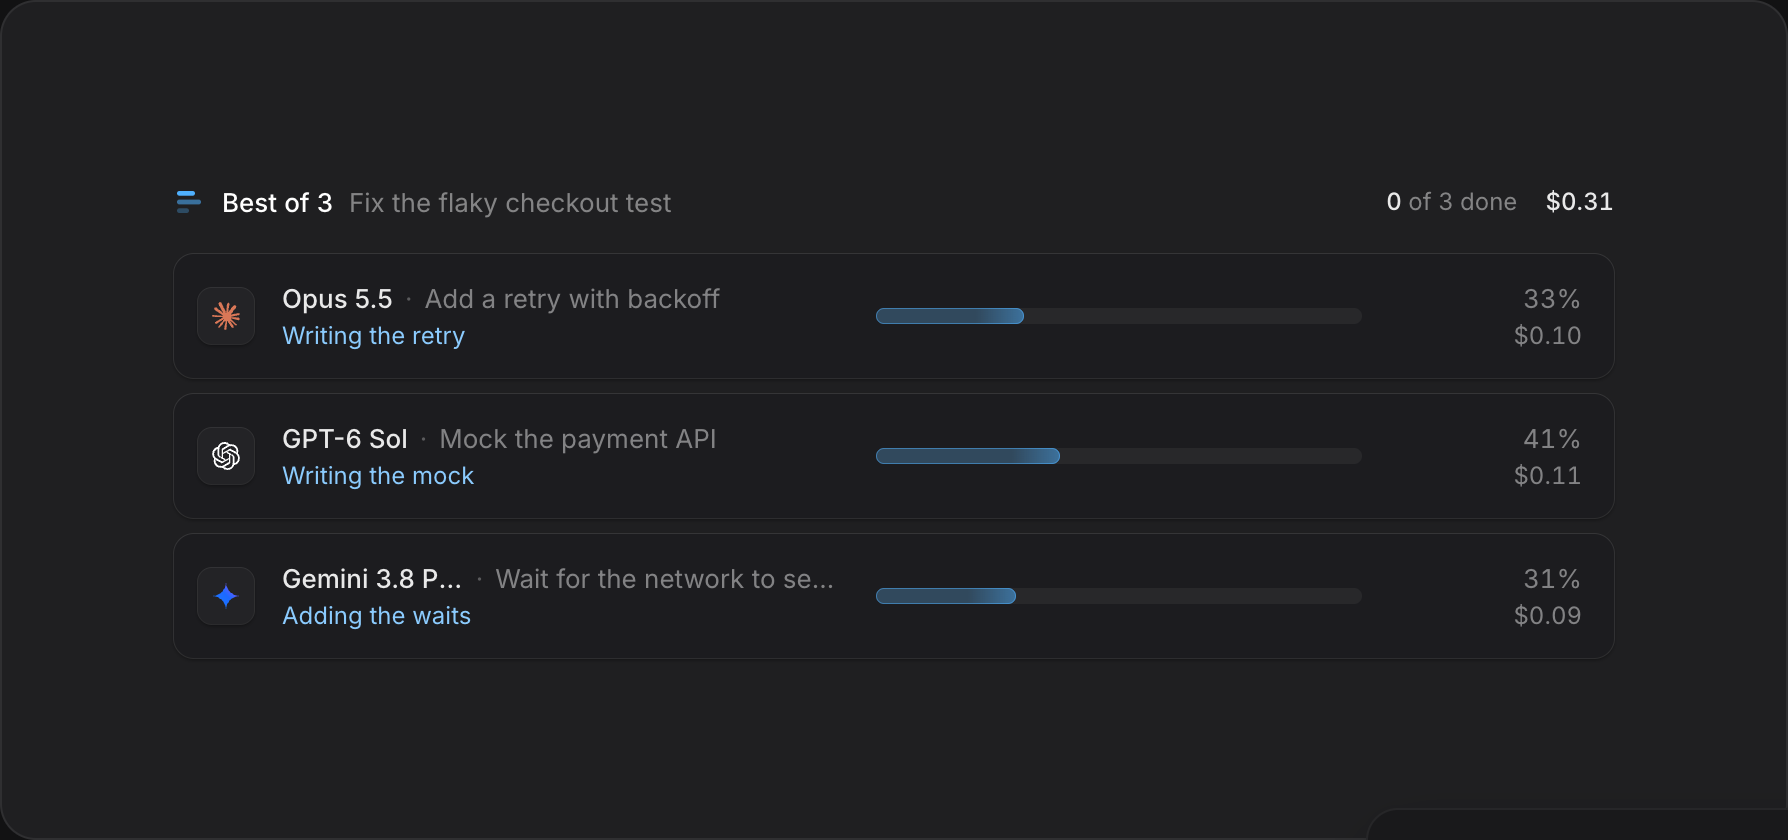 Best of 3 Fix the flaky checkout test 0 of 3 done $0.31
Opus 5.5 · Add a retry with backoff 33%
Writing the retry $0.10
GPT-6 Sol · Mock the payment API 41%
Writing the mock $0.11
Gemini 3.8 P... · Wait for the network to se... 31%
Adding the waits $0.09